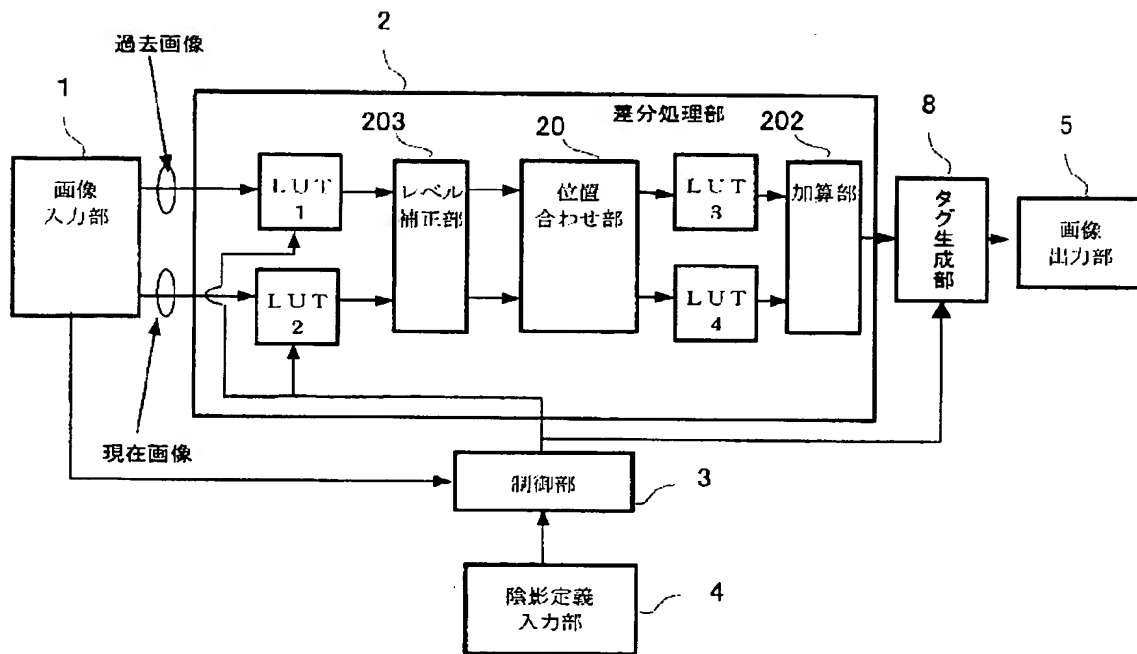 過去画像
2
1
差分処理部
203
20
202
8
5
画像
入力部
LUT
1
レベル
補正部
位置
合わせ部
LUT
3
加算部
タグ生成部
画像
出力部
LUT
2
LUT
4
現在画像
制御部
3
陰影定義
入力部
4